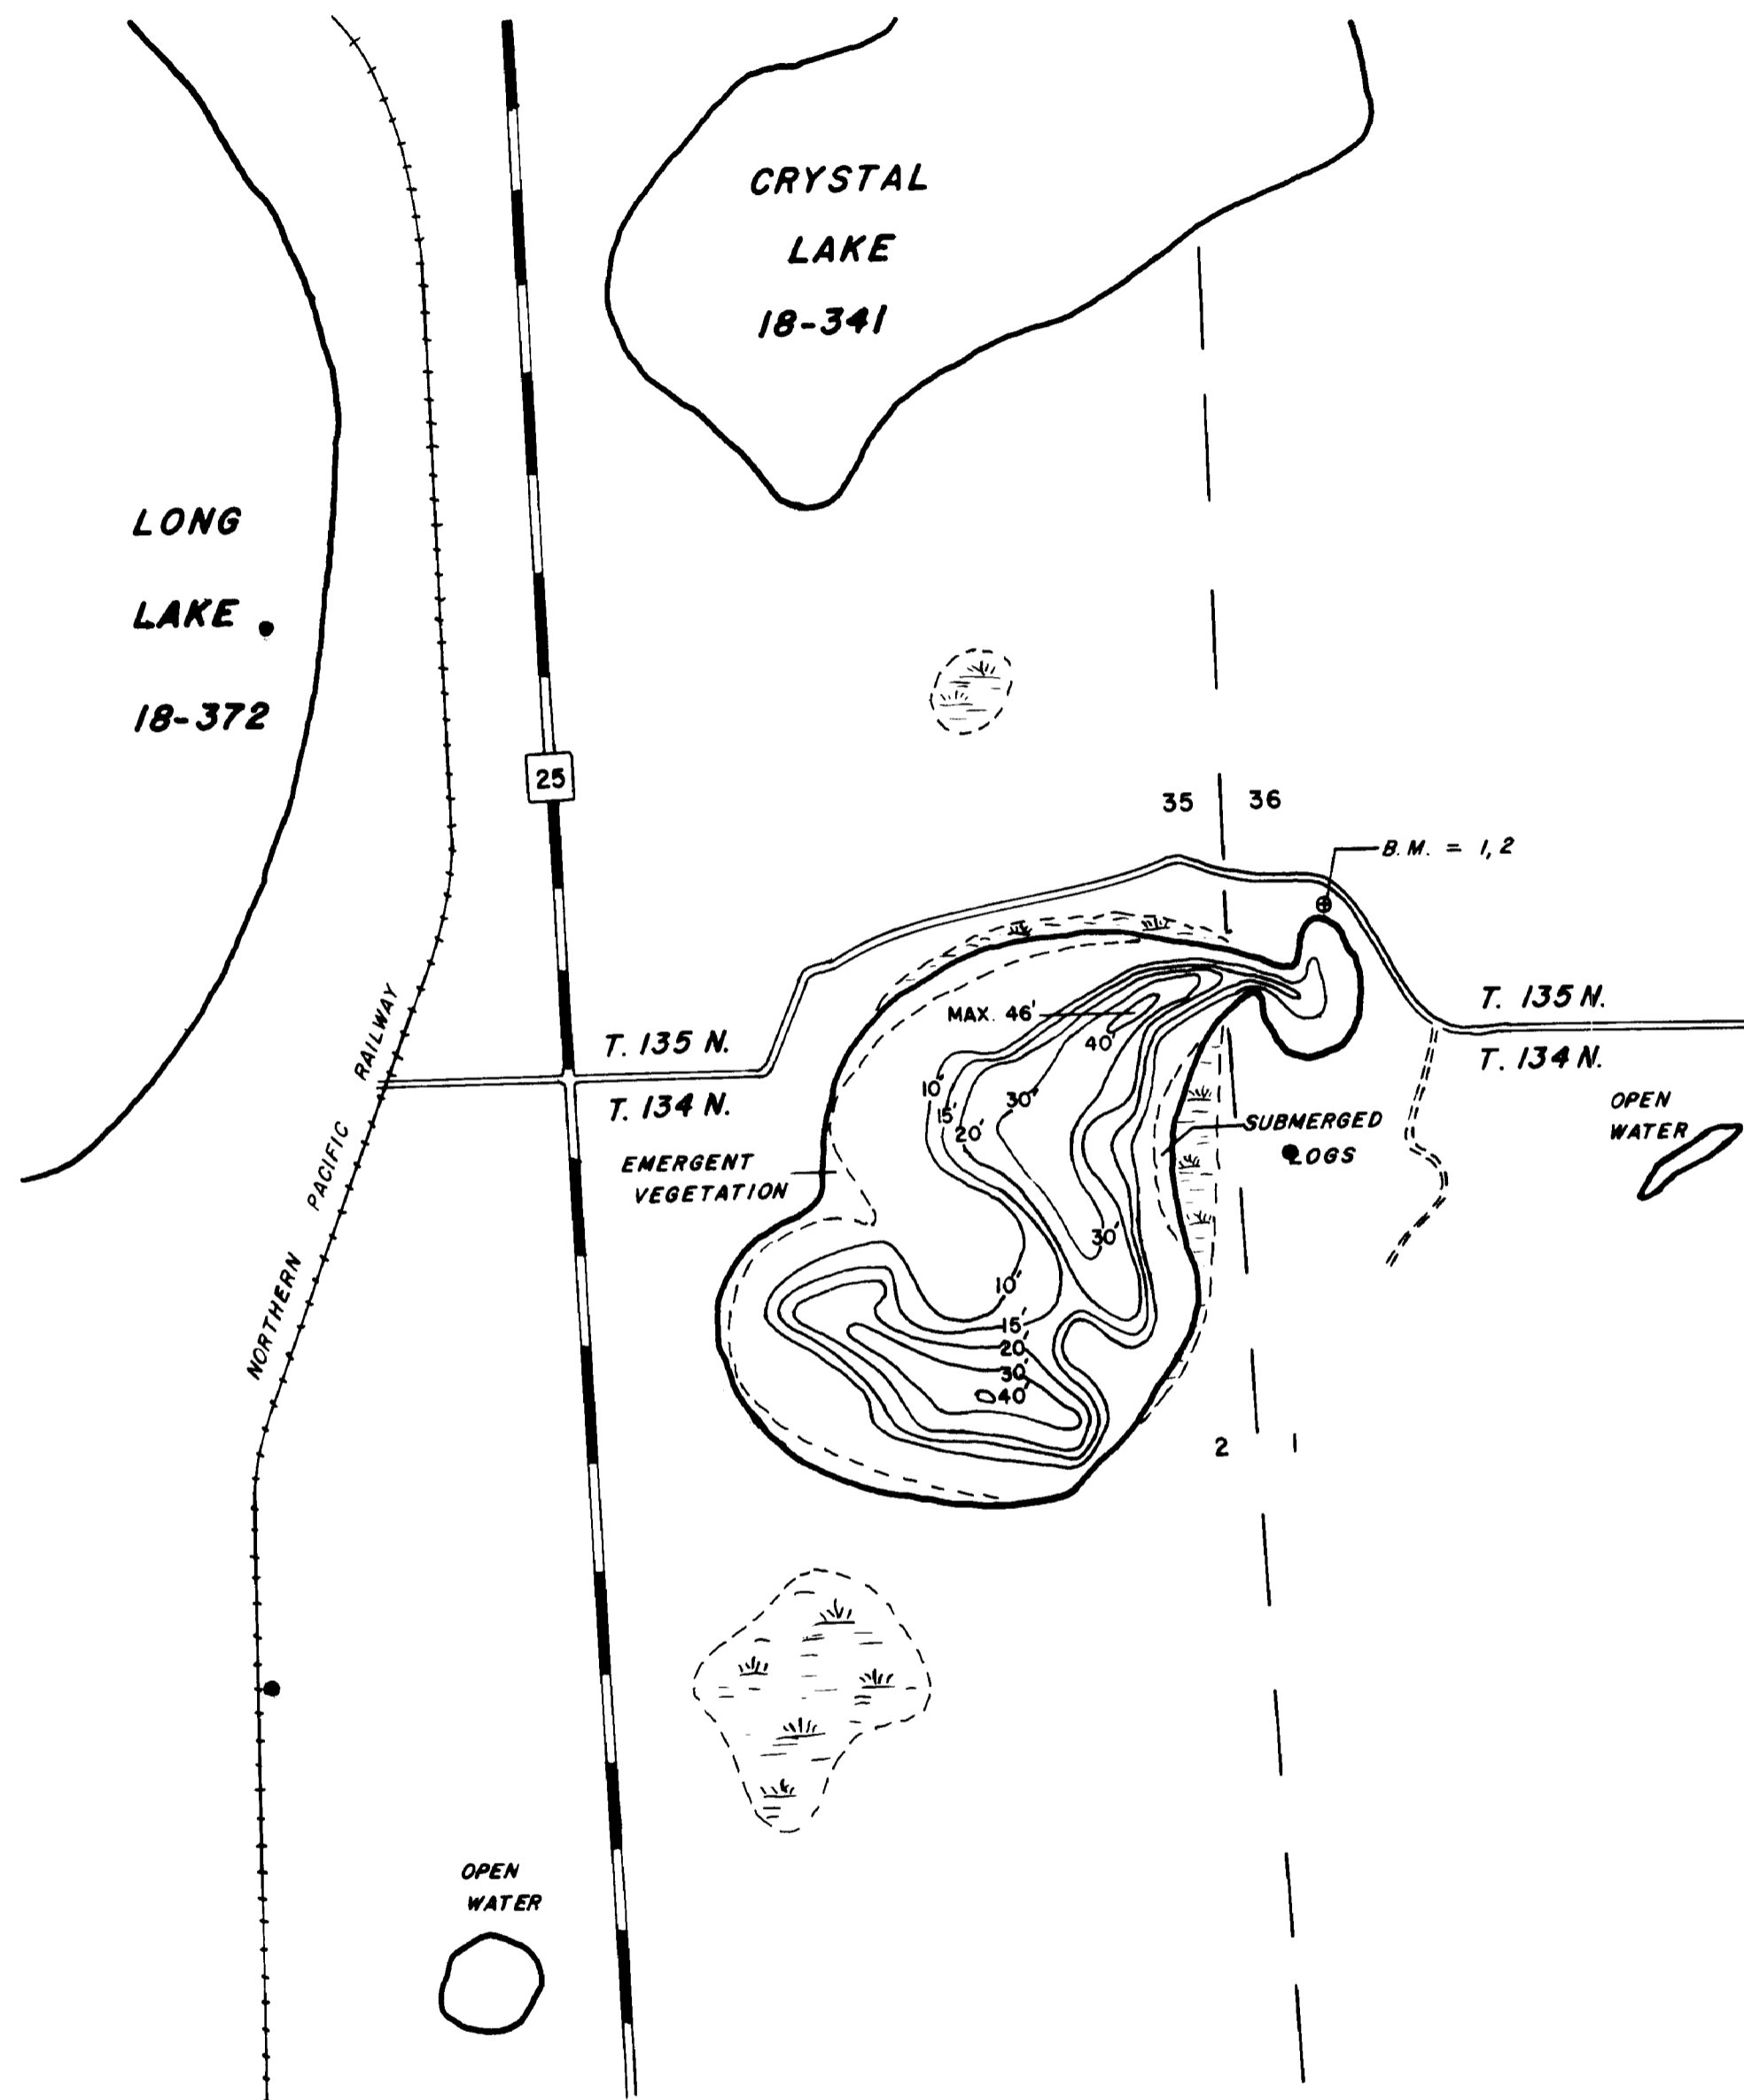 CRYSTAL
LAKE
18-341
LONG
LAKE
18-372
25
35 36
B.M. = 1,2
MAX. 46'
40'
T. 135 N.
T. 134 N.
T. 135 N.
T. 134 N.
10'
15'
20'
30'
OPEN
WATER
SUBMERGED
LOGS
EMERGENT
VEGETATION
NORTHERN PACIFIC RAILWAY
30'
10'
15'
20'
30'
40'
2 1
OPEN
WATER